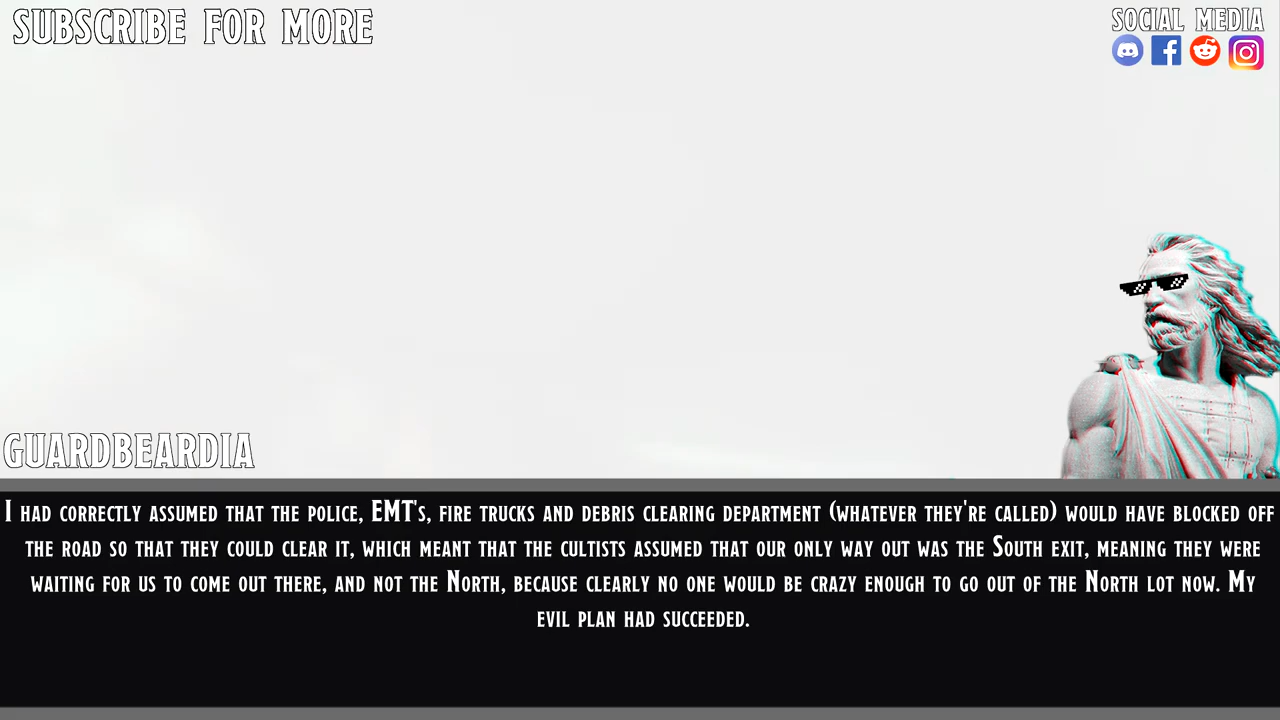 SUBSCRIBE FOR MORE
SOCIAL MEDIA
GUARDBEARDIA
I had correctly assumed that the police, EMT's, fire trucks and debris clearing department (whatever they're called) would have blocked off
the road so that they could clear it, which meant that the cultists assumed that our only way out was the South exit, meaning they were
waiting for us to come out there, and not the North, because clearly no one would be crazy enough to go out of the North lot now. My
evil plan had succeeded.